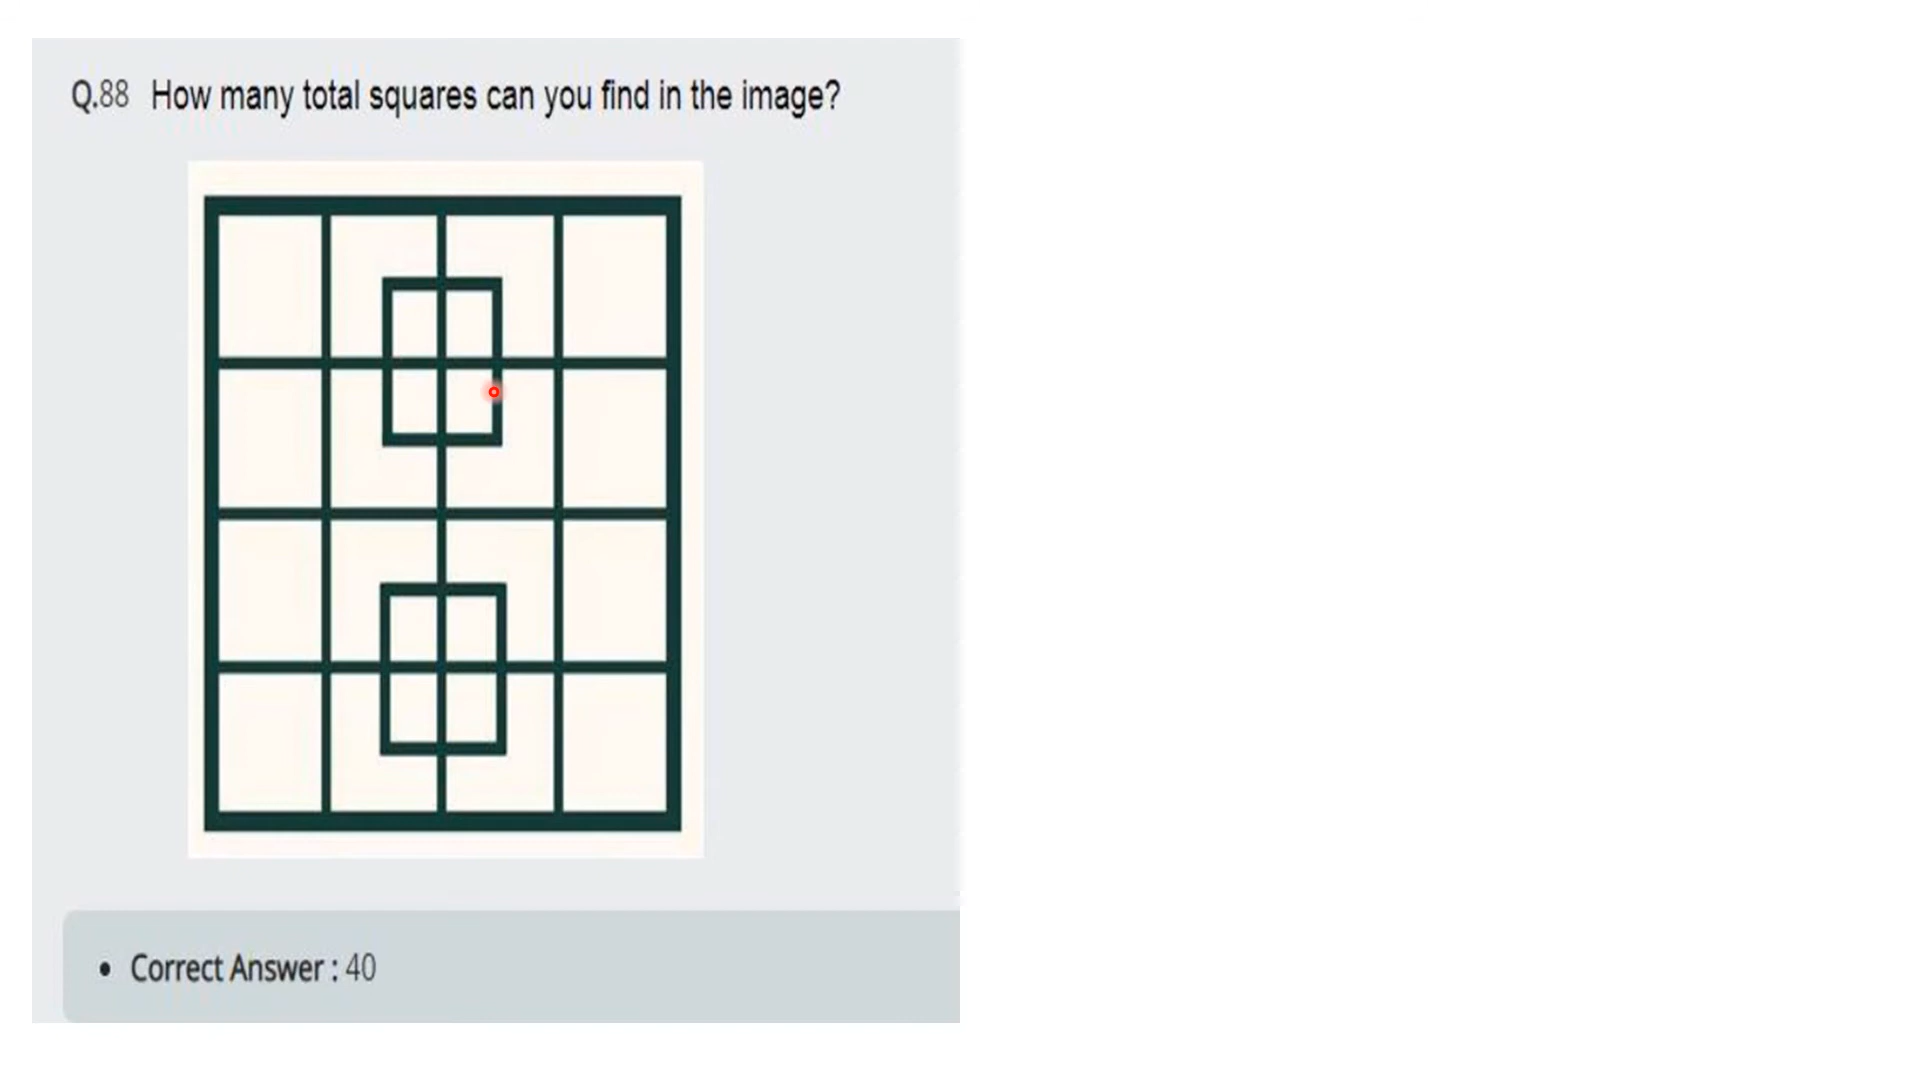 Q.88 How many total squares can you find in the image?
• Correct Answer : 40